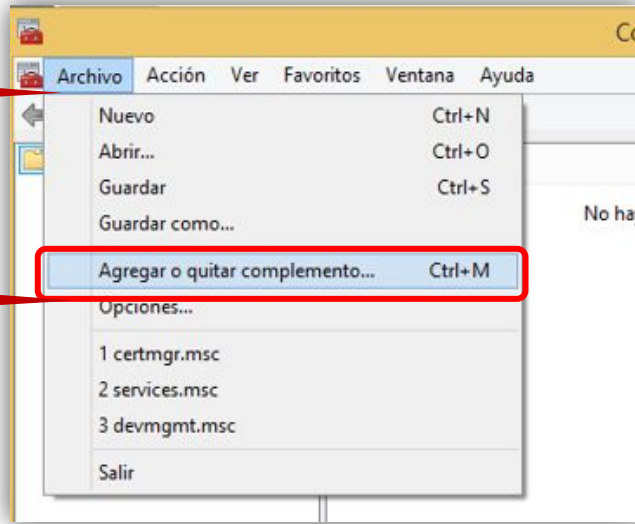 Co
Archivo Acción Ver Favoritos Ventana Ayuda
Nuevo Ctrl+N
Abrir... Ctrl+O
Guardar Ctrl+S
Guardar como...
No hay
Agregar o quitar complemento... Ctrl+M
Opciones...
1 certmgr.msc
2 services.msc
3 devmgmt.msc
Salir